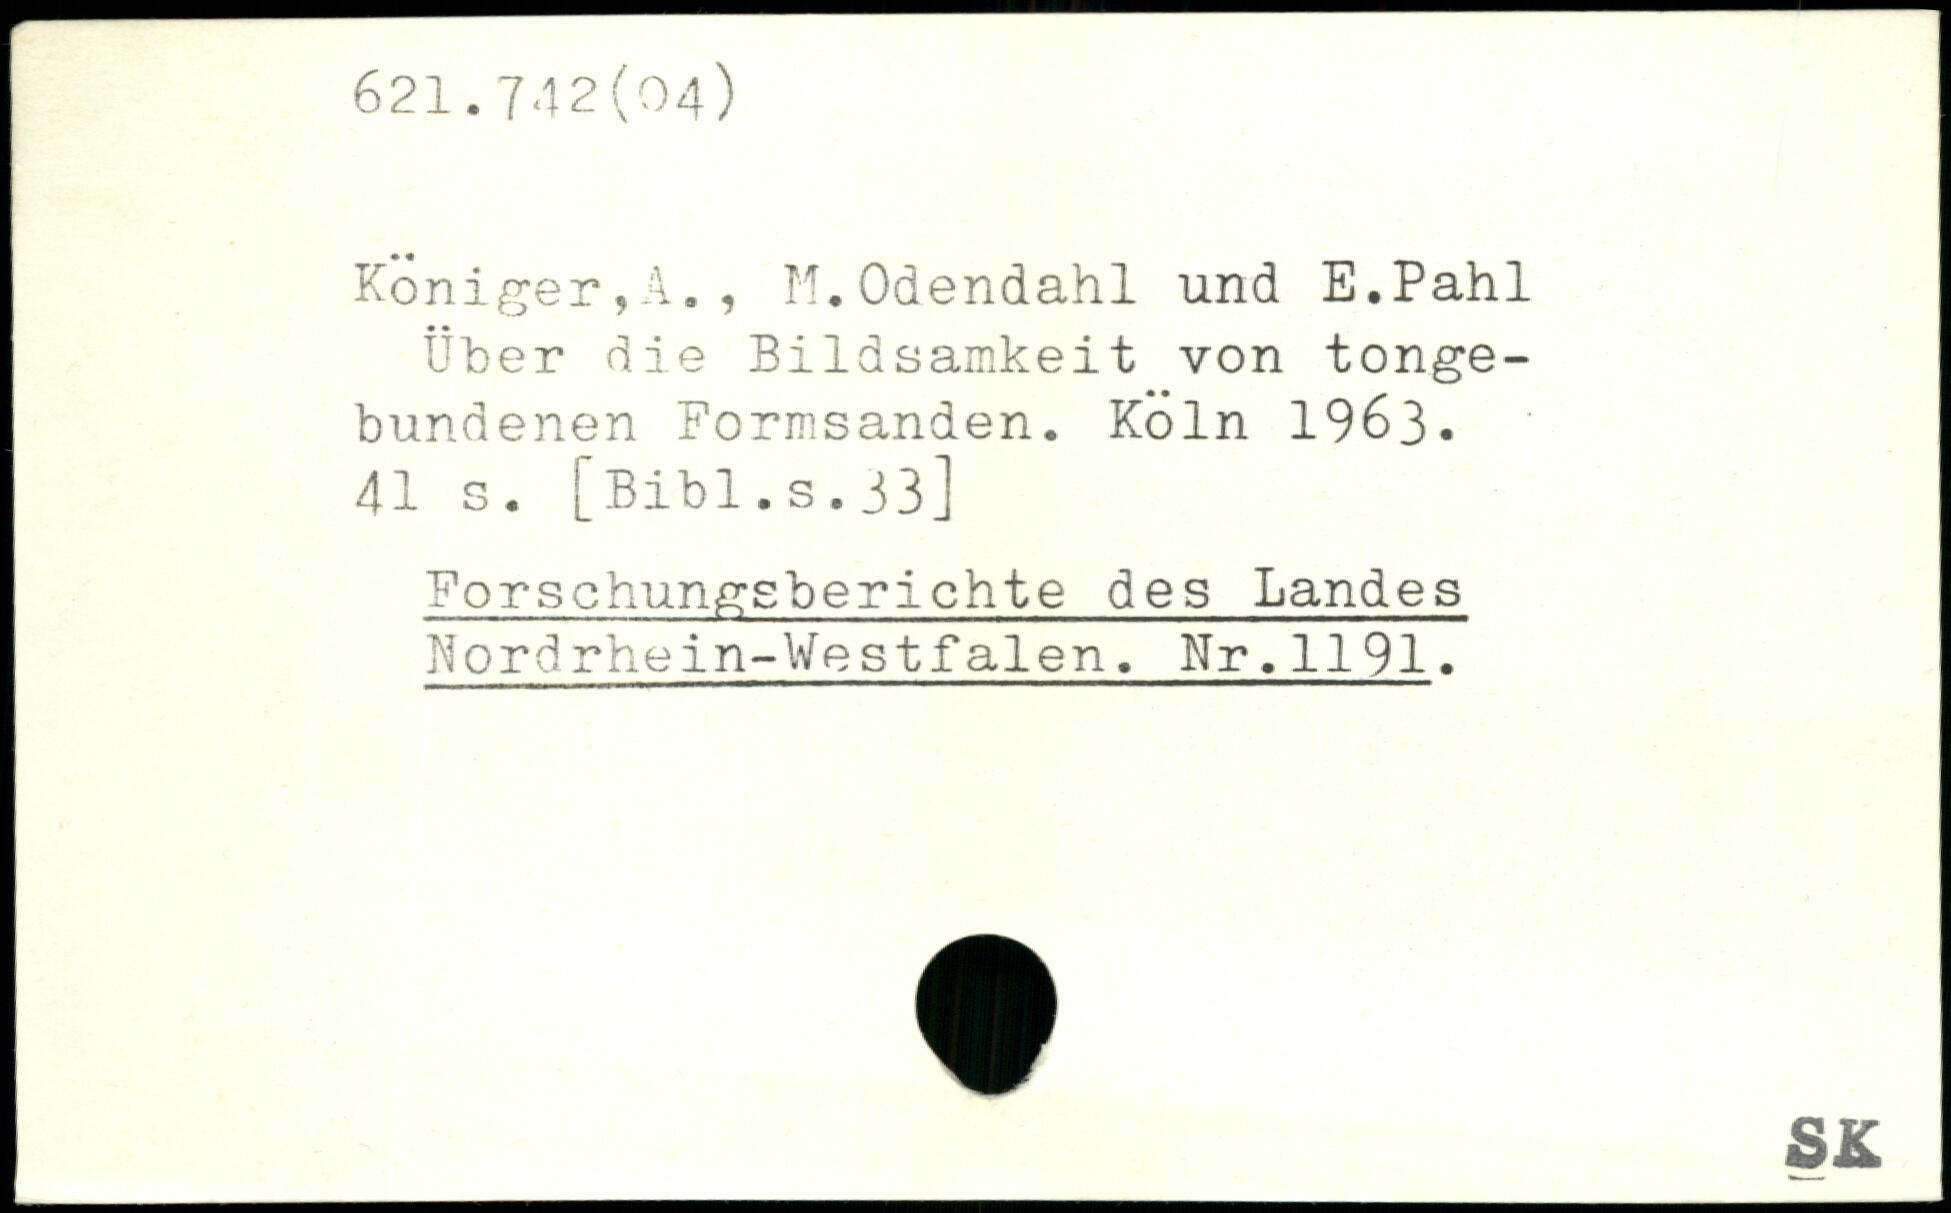 621.742(04)
Königer,A., M.Odendahl und E.Pahl
Über die Bildsamkeit von tonge-
bundenen Formsanden. Köln 1963.
41 s. [Bibl.s.33]
Forschungsberichte des Landes
Nordrhein-Westfalen. Nr.1191.
SK